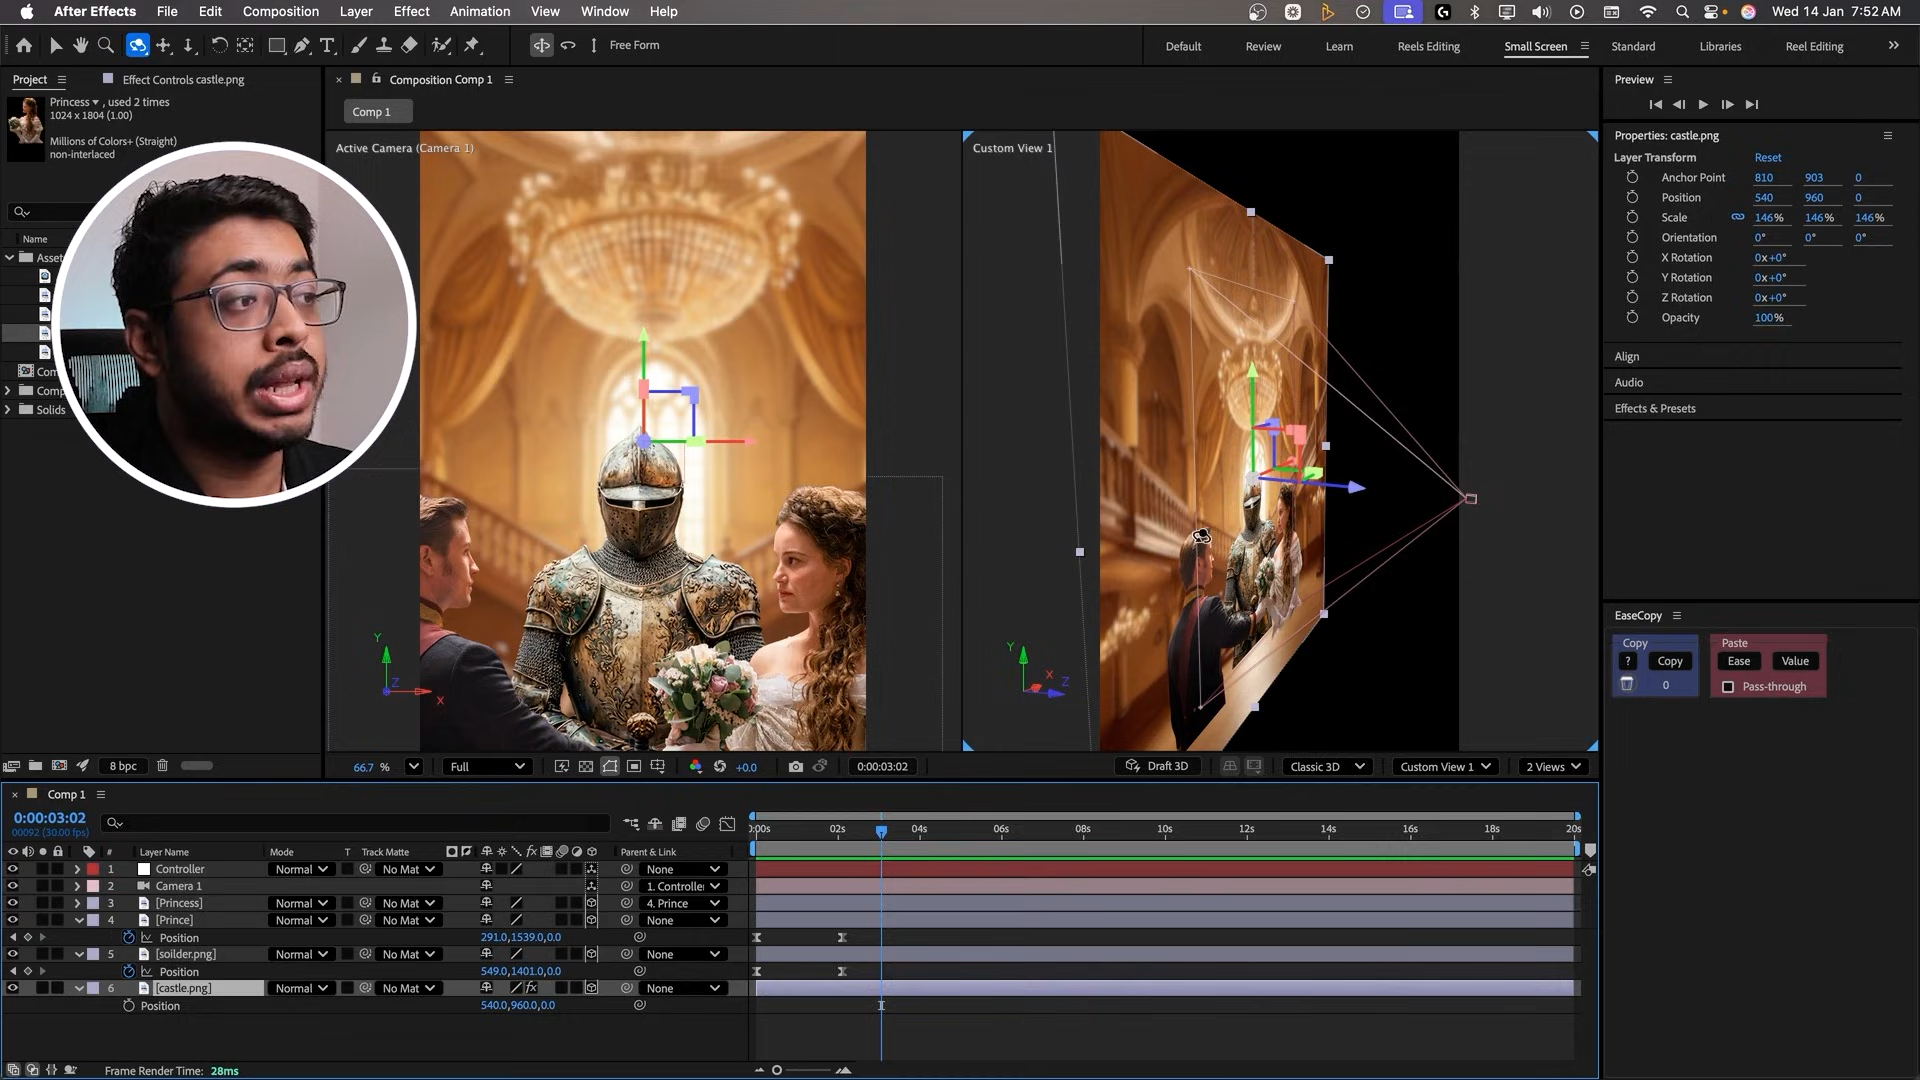 After Effects File Edit Composition Layer Effect Animation View Window Help
Wed 14 Jan 7:52 AM
Free Form
Default Review Learn Reels Editing Small Screen Standard Libraries Reel Editing
Project Effect Controls castle.png
Princess , used 2 times
1024 x 1804 (1.00)
Millions of Colors+ (Straight)
non-interlaced
Name
Comp
Solids
8 bpc
Composition Comp 1
Comp 1
Active Camera (Camera 1)
Custom View 1
Y
Z
X
Y
X
Z
66.7 %
Full
+0.0
0:00:03:02
Draft 3D
Classic 3D
Custom View 1
2 Views
Preview
Properties: castle.png
Layer Transform Reset
Anchor Point 810 903 0
Position 540 960 0
Scale 146% 146% 146%
Orientation 0° 0° 0°
X Rotation 0x+0°
Y Rotation 0x+0°
Z Rotation 0x+0°
Opacity 100%
Align
Audio
Effects & Presets
EaseCopy
Copy Paste
? Copy Ease Value
0 Pass-through
Comp 1
0:00:03:02
00092 (30.00 fps)
0:00s 02s 04s 06s 08s 10s 12s 14s 16s 18s 20s
# Layer Name Mode T Track Matte fx Parent & Link
1 Controller Normal No Mat None
2 Camera 1 1. Controller
3 [Princess] Normal No Mat 4. Prince
4 [Prince] Normal No Mat None
Position 291.0,1539.0,0.0
5 [soilder.png] Normal No Mat None
Position 549.0,1401.0,0.0
6 [castle.png] Normal No Mat fx None
Position 540.0,960.0,0.0
Frame Render Time: 28ms